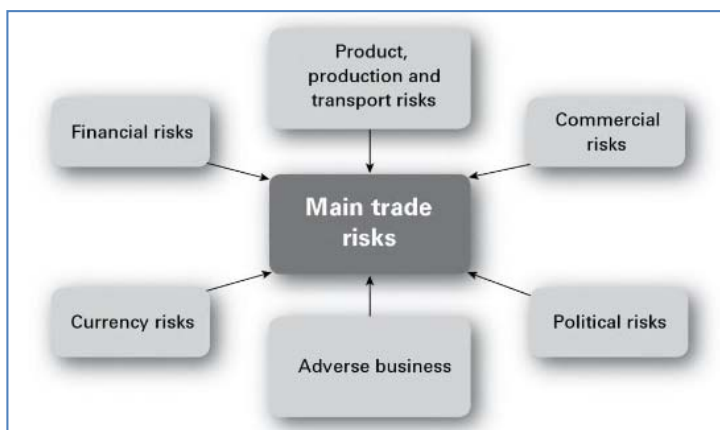 Product,
production and
transport risks
Financial risks
Commercial
risks
Main trade
risks
Currency risks
Adverse business
Political risks